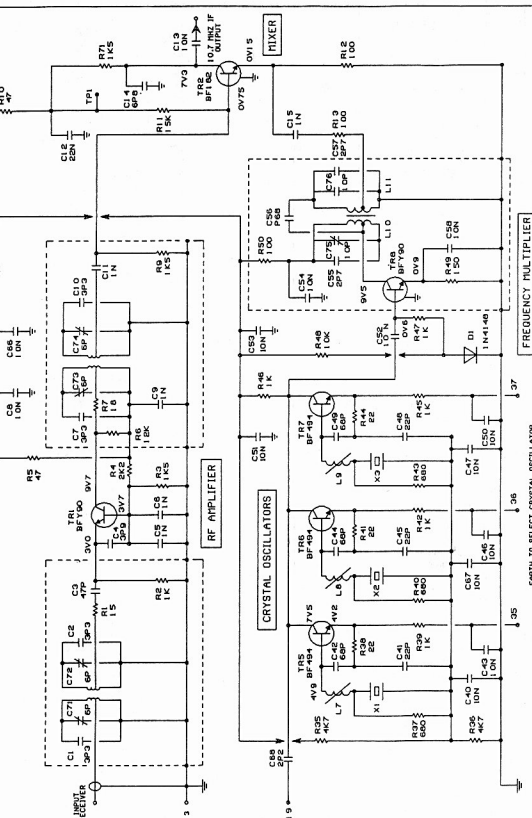 R10
47
R71
1K5
C13
10N
10.7 MHZ IF
OUTPUT
MIXER
TP1
C14
6P8
7V3
TR2
BF182
0V15
0V75
R12
100
C12
22N
R11
15K
C15
1N
R13
100
C57
2P7
C76
10P
L11
C56
P68
R50
100
C75
10P
L10
C55
2P7
C54
10N
TR8
BFY90
9V5
0V9
C58
10N
R49
150
FREQUENCY MULTIPLIER
C11
1N
R9
1K5
C10
3P3
C74
6P
C73
6P
R7
18
C7
3P3
C9
1N
R6
12K
C66
10N
C8
10N
R5
47
9V7
R4
2K2
R3
1K5
TR1
BFY90
3V7
3V0
C4
3P9
C6
1N
C5
1N
RF AMPLIFIER
C3
47P
R1
15
R2
1K
C2
3P3
C72
6P
C71
6P
C1
3P3
INPUT
RECEIVER
3
C53
10N
R48
10K
C52
10N
0V6
R47
1K
D1
1N4148
R46
1K
C51
10N
TR7
BF494
C49
68P
R44
22
C48
22P
R45
1K
L9
X3
R43
680
C47
10N
C50
10N
37
CRYSTAL OSCILLATORS
TR6
BF494
C44
68P
R41
22
C45
22P
R42
1K
L8
X2
R40
680
C67
10N
C46
10N
36
7V5
4V2
TR5
BF494
C42
68P
R38
22
C41
22P
R39
1K
4V9
L7
X1
R37
680
C40
10N
C43
10N
35
R35
4K7
R36
4K7
C68
2P2
19
EARTH TO SELECT CRYSTAL OSCILLATOR